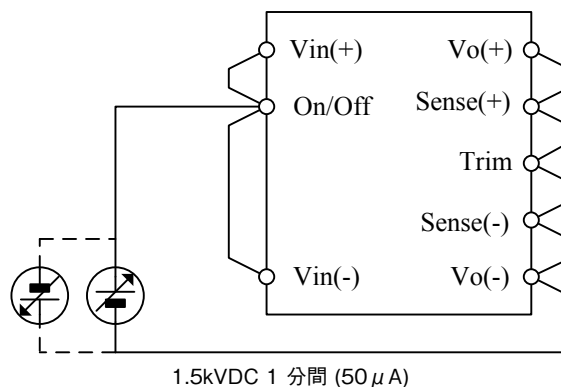 Vin(+)
Vo(+)
On/Off
Sense(+)
Trim
Sense(-)
Vin(-)
Vo(-)
1.5kVDC 1 分間 (50μA)